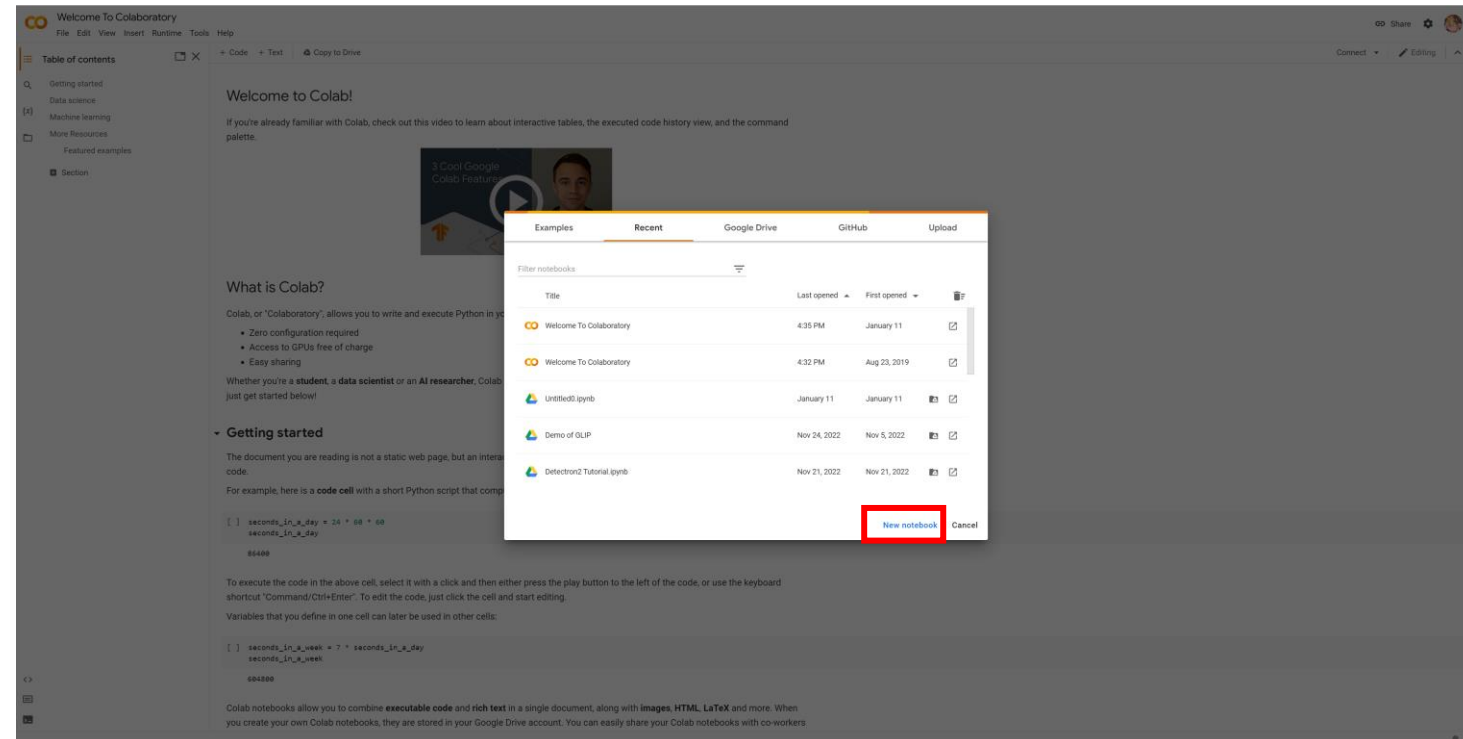 Welcome To Colaboratory
File Edit View Insert Runtime Tools Help
Share
Table of contents
+ Code + Text Copy to Drive
Connect
Editing
Getting started
Data science
Machine learning
More Resources
Featured examples
Section
Welcome to Colab!
If you're already familiar with Colab, check out this video to learn about interactive tables, the executed code history view, and the command
palette.
3 Cool Google
Colab Features
What is Colab?
Colab, or "Colaboratory", allows you to write and execute Python in yo
• Zero configuration required
• Access to GPUs free of charge
• Easy sharing
Whether you're a student, a data scientist or an AI researcher, Colab
just get started below!
Getting started
The document you are reading is not a static web page, but an intera
code.
For example, here is a code cell with a short Python script that comp
[ ] seconds_in_a_day = 24 * 60 * 60
seconds_in_a_day
86400
To execute the code in the above cell, select it with a click and then either press the play button to the left of the code, or use the keyboard
shortcut "Command/Ctrl+Enter". To edit the code, just click the cell and start editing.
Variables that you define in one cell can later be used in other cells:
[ ] seconds_in_a_week = 7 * seconds_in_a_day
seconds_in_a_week
604800
Colab notebooks allow you to combine executable code and rich text in a single document, along with images, HTML, LaTeX and more. When
you create your own Colab notebooks, they are stored in your Google Drive account. You can easily share your Colab notebooks with co-workers
Examples Recent Google Drive GitHub Upload
Filter notebooks
Title Last opened First opened
Welcome To Colaboratory 4:35 PM January 11
Welcome To Colaboratory 4:32 PM Aug 23, 2019
Untitled0.ipynb January 11 January 11
Demo of GLIP Nov 24, 2022 Nov 5, 2022
Detectron2 Tutorial.ipynb Nov 21, 2022 Nov 21, 2022
New notebook Cancel